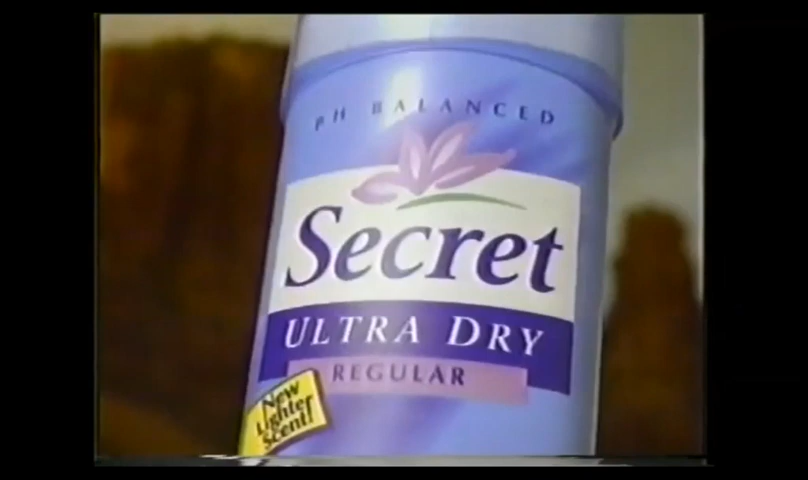 pH BALANCED
Secret
ULTRA DRY
REGULAR
New
Lighter
Scent!